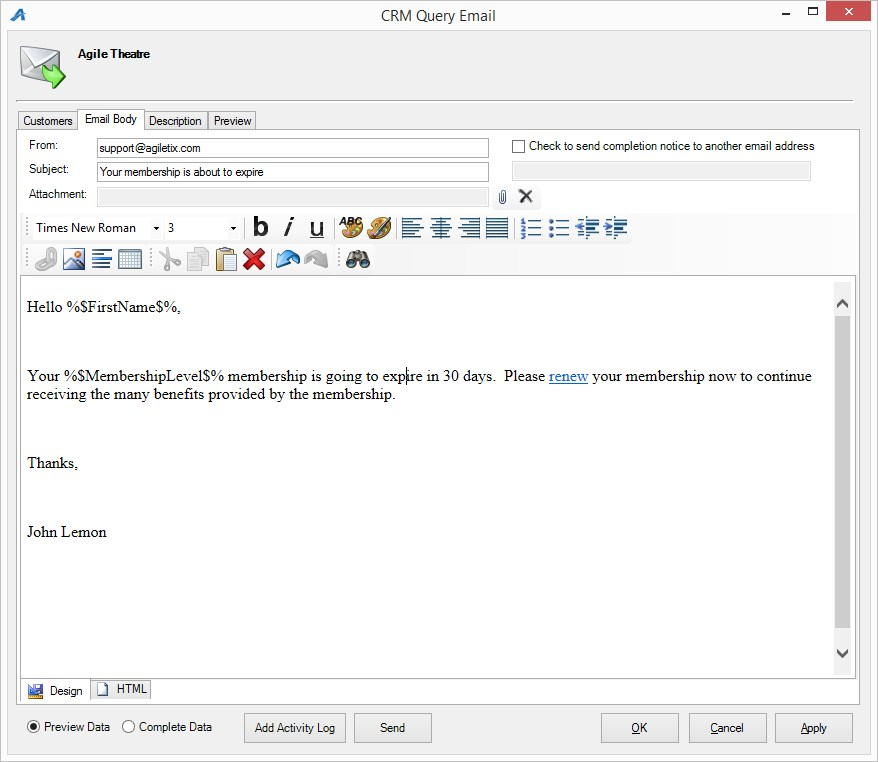 CRM Query Email
Agile Theatre
Customers Email Body Description Preview
From: support@agiletix.com Check to send completion notice to another email address
Subject: Your membership is about to expire
Attachment:
Times New Roman 3 b i u ABC
Hello %$FirstName$%,
Your %$MembershipLevel$% membership is going to expire in 30 days. Please renew your membership now to continue
receiving the many benefits provided by the membership.
Thanks,
John Lemon
Design HTML
Preview Data Complete Data Add Activity Log Send OK Cancel Apply